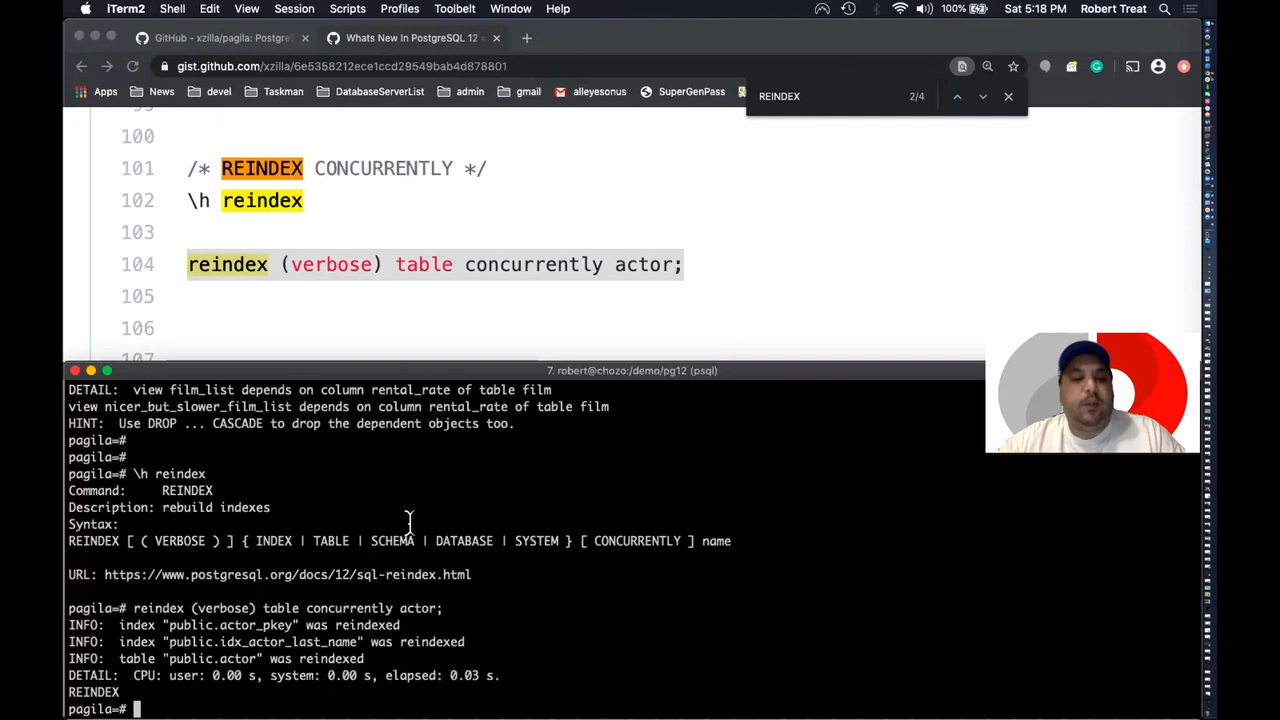 iTerm2 Shell Edit View Session Scripts Profiles Toolbelt Window Help 100% Sat 5:18 PM Robert Treat
GitHub - xzilla/pagila: Postgre
Whats New In PostgreSQL 12
gist.github.com/xzilla/6e5358212ece1ccd29549bab4d878801
Apps News devel Taskman DatabaseServerList admin gmail alleyesonus SuperGenPass
REINDEX 2/4
100
101 /* REINDEX CONCURRENTLY */
102 \h reindex
103
104 reindex (verbose) table concurrently actor;
105
106
107
7. robert@chozo:/demo/pg12 (psql)
DETAIL:  view film_list depends on column rental_rate of table film
view nicer_but_slower_film_list depends on column rental_rate of table film
HINT:  Use DROP ... CASCADE to drop the dependent objects too.
pagila=#
pagila=#
pagila=# \h reindex
Command:     REINDEX
Description: rebuild indexes
Syntax:
REINDEX [ ( VERBOSE ) ] { INDEX | TABLE | SCHEMA | DATABASE | SYSTEM } [ CONCURRENTLY ] name
URL: https://www.postgresql.org/docs/12/sql-reindex.html
pagila=# reindex (verbose) table concurrently actor;
INFO:  index "public.actor_pkey" was reindexed
INFO:  index "public.idx_actor_last_name" was reindexed
INFO:  table "public.actor" was reindexed
DETAIL:  CPU: user: 0.00 s, system: 0.00 s, elapsed: 0.03 s.
REINDEX
pagila=#